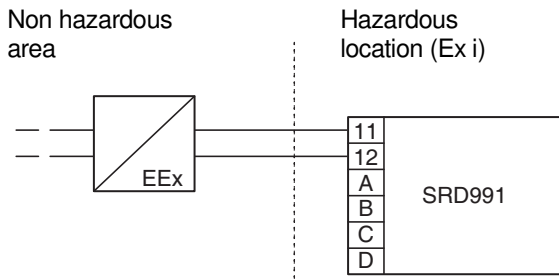 Non hazardous
area
Hazardous
location (Ex i)
EEx
11
12
A
B
C
D
SRD991